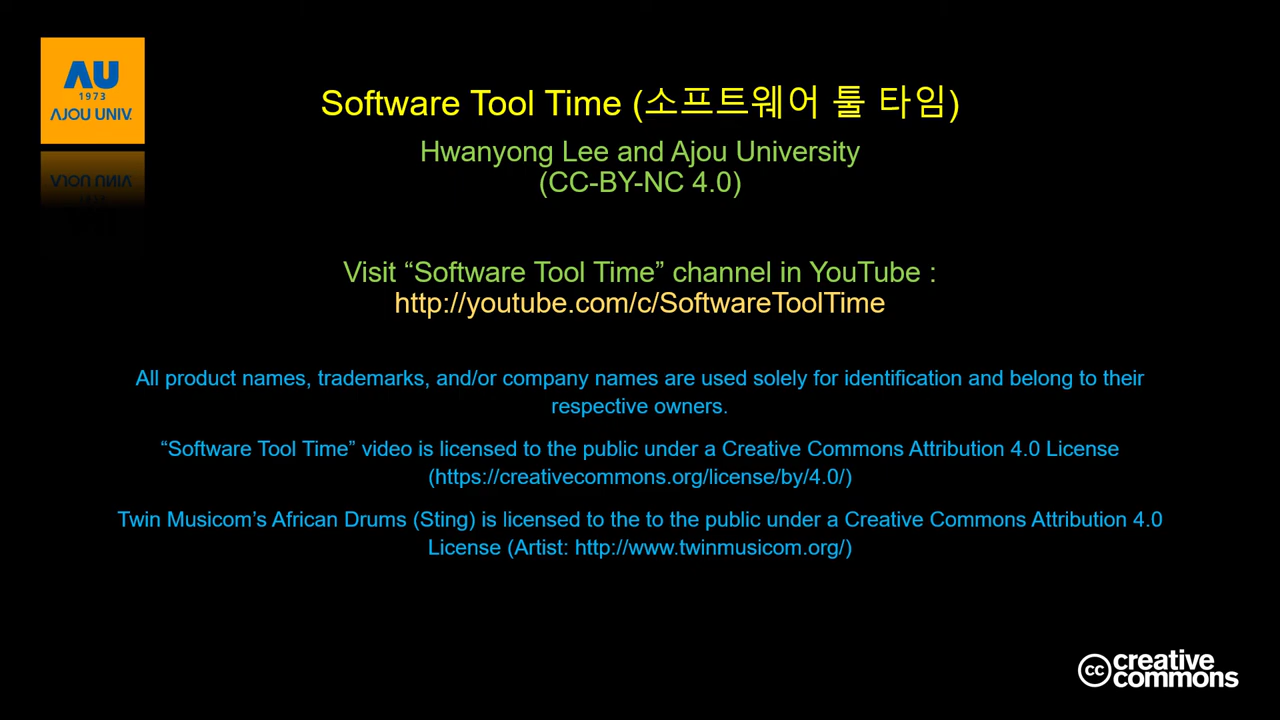 AU
1973
AJOU UNIV.
Software Tool Time (소프트웨어 툴 타임)
Hwanyong Lee and Ajou University
(CC-BY-NC 4.0)
Visit “Software Tool Time” channel in YouTube :
http://youtube.com/c/SoftwareToolTime
All product names, trademarks, and/or company names are used solely for identification and belong to their
respective owners.
“Software Tool Time” video is licensed to the public under a Creative Commons Attribution 4.0 License
(https://creativecommons.org/license/by/4.0/)
Twin Musicom’s African Drums (Sting) is licensed to the to the public under a Creative Commons Attribution 4.0
License (Artist: http://www.twinmusicom.org/)
cc creative
commons